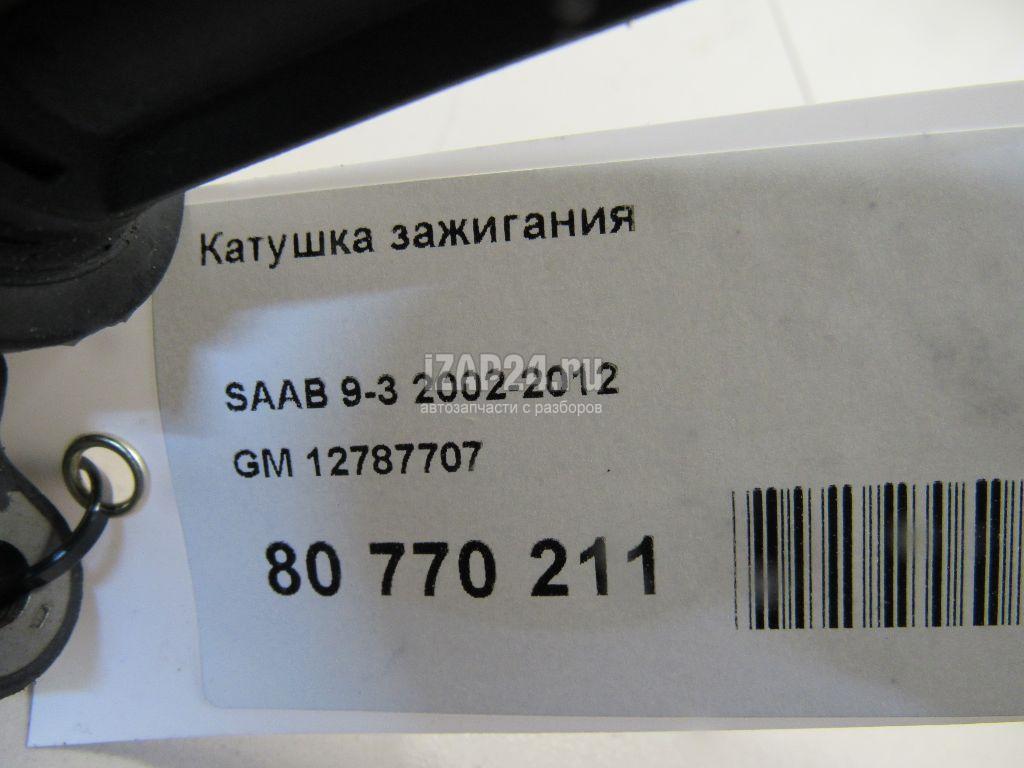 Катушка зажигания
iZAP24.ru
SAAB 9-3 2002-2012
автозапчасти с разборов
GM 12787707
80 770 211